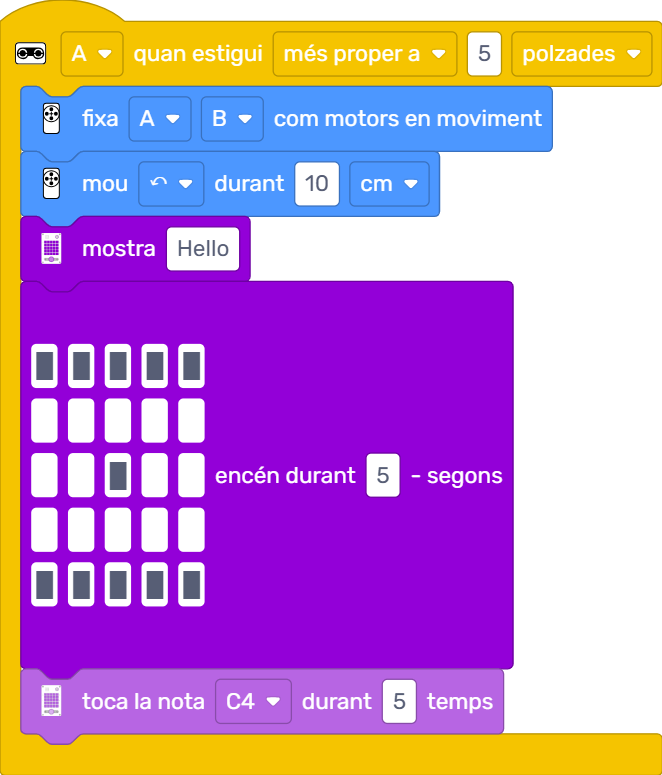 A quan estigui més proper a 5 polzades
fixa A B com motors en moviment
mou durant 10 cm
mostra Hello
encén durant 5 - segons
toca la nota C4 durant 5 temps